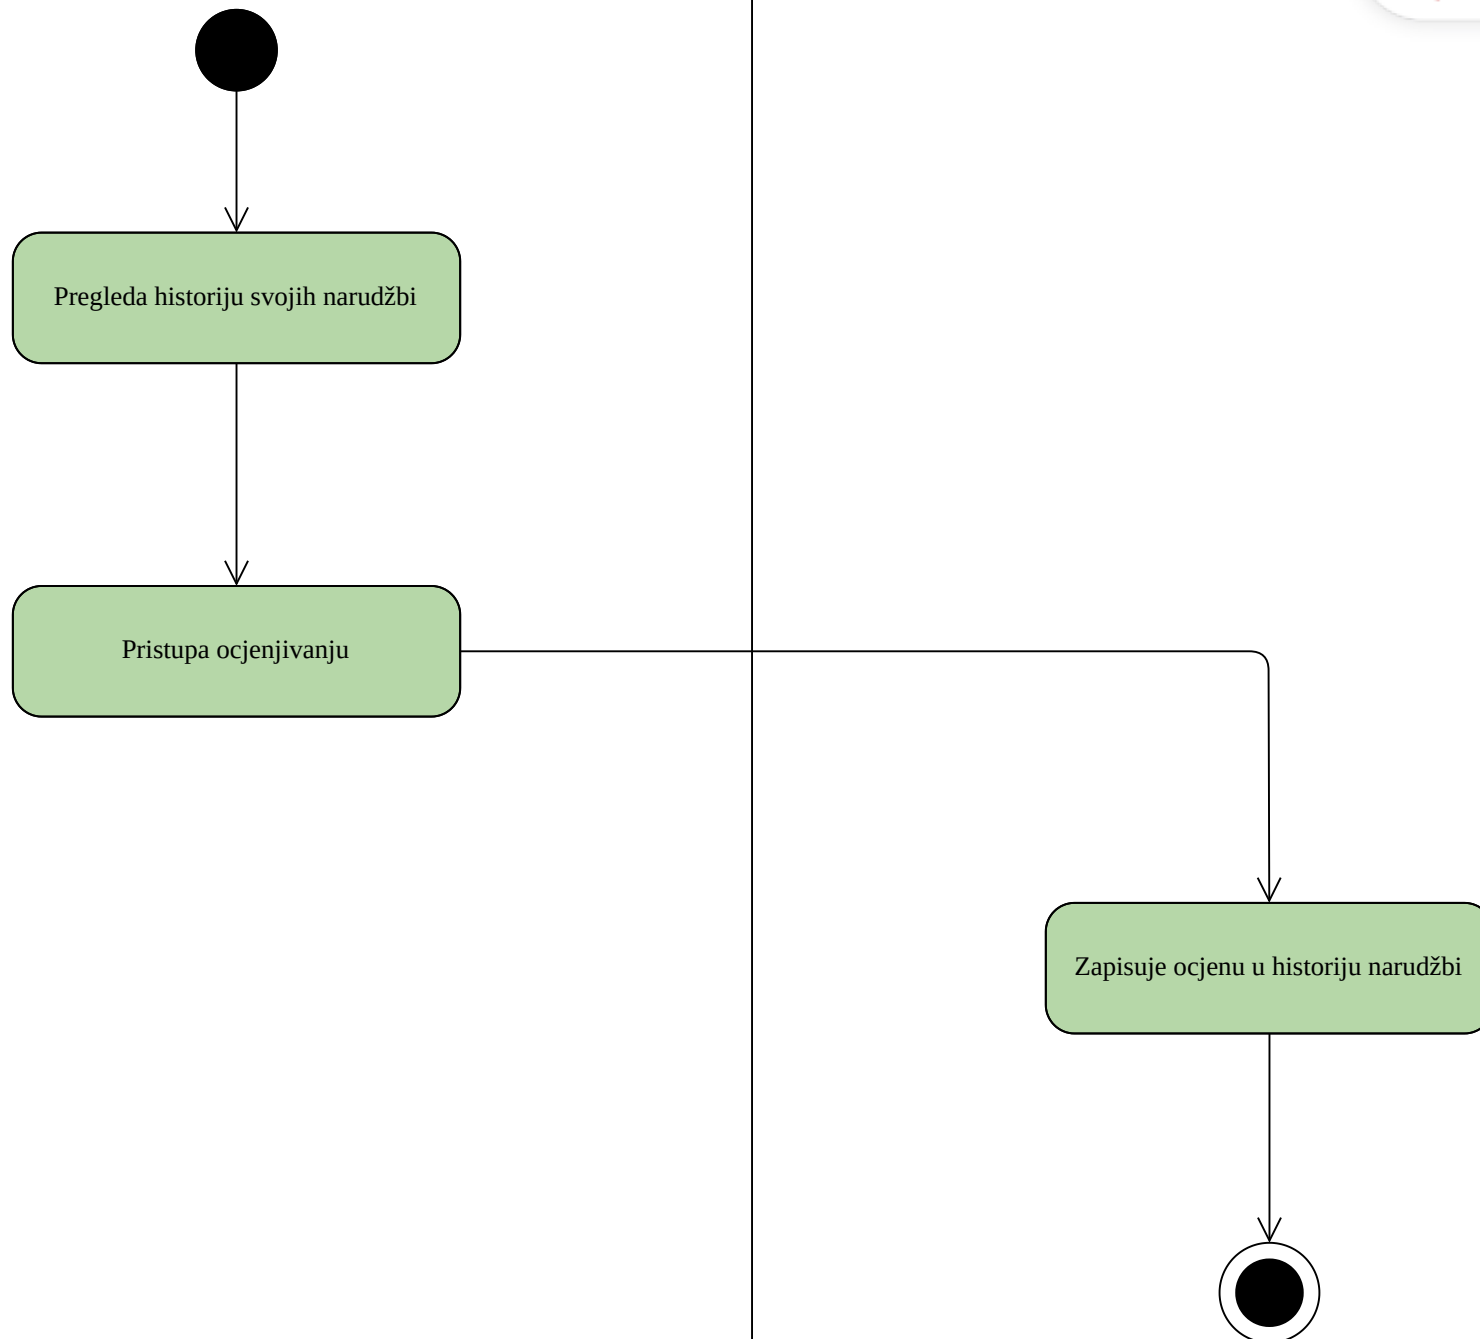 Pregleda historiju svojih narudžbi
Pristupa ocjenjivanju
Zapisuje ocjenu u historiju narudžbi